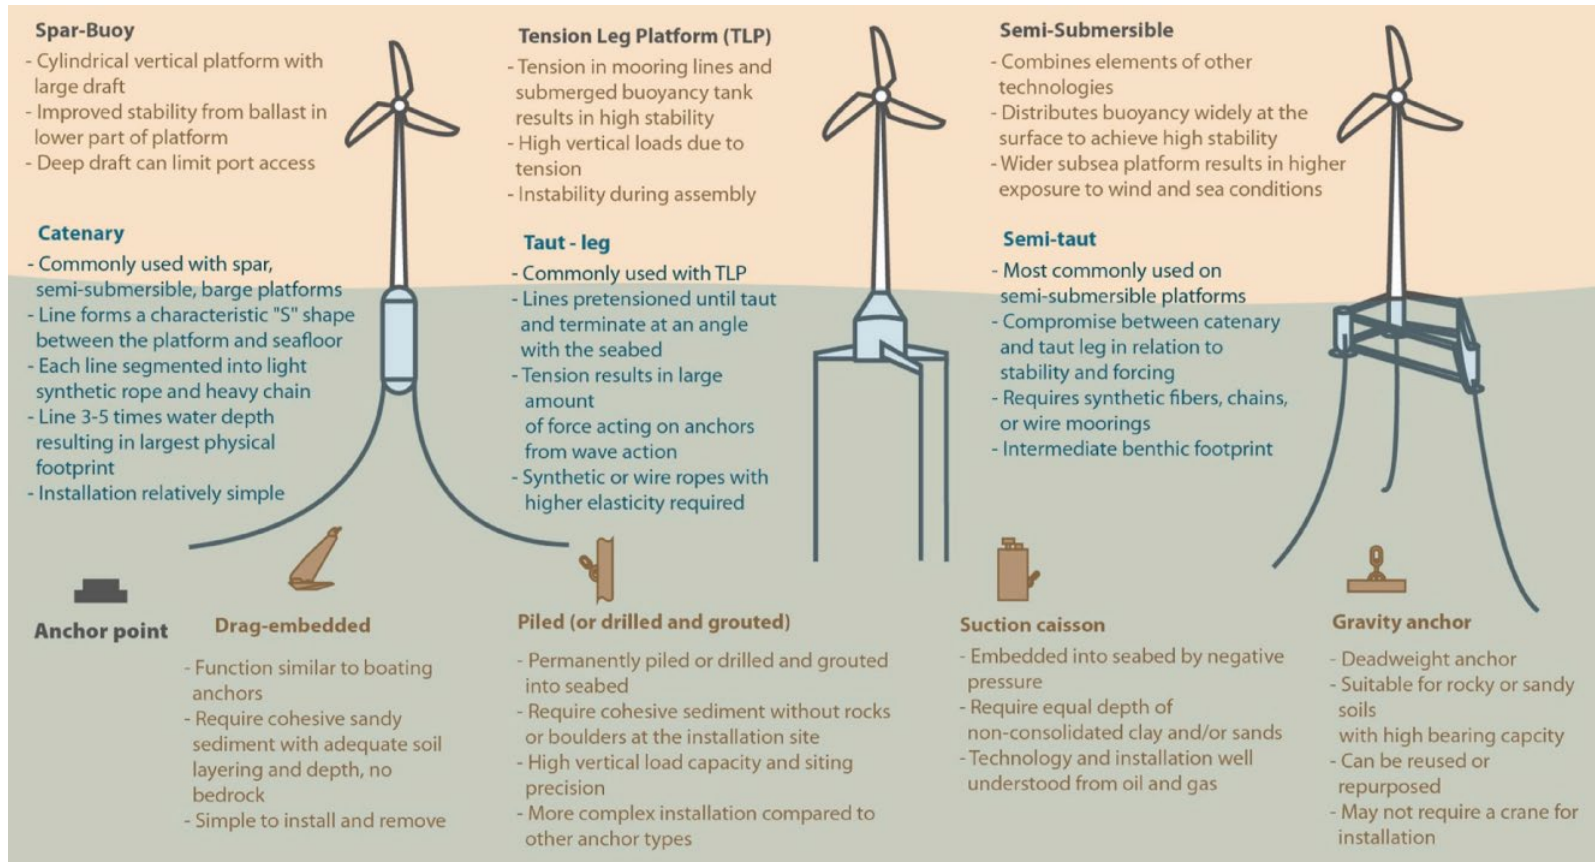 Spar-Buoy
- Cylindrical vertical platform with
large draft
- Improved stability from ballast in
lower part of platform
- Deep draft can limit port access
Tension Leg Platform (TLP)
- Tension in mooring lines and
submerged buoyancy tank
results in high stability
- High vertical loads due to
tension
- Instability during assembly
Semi-Submersible
- Combines elements of other
technologies
- Distributes buoyancy widely at the
surface to achieve high stability
- Wider subsea platform results in higher
exposure to wind and sea conditions
Catenary
- Commonly used with spar,
semi-submersible, barge platforms
- Line forms a characteristic "S" shape
between the platform and seafloor
- Each line segmented into light
synthetic rope and heavy chain
- Line 3-5 times water depth
resulting in largest physical
footprint
- Installation relatively simple
Taut - leg
- Commonly used with TLP
- Lines pretensioned until taut
and terminate at an angle
with the seabed
- Tension results in large
amount
of force acting on anchors
from wave action
- Synthetic or wire ropes with
higher elasticity required
Semi-taut
- Most commonly used on
semi-submersible platforms
- Compromise between catenary
and taut leg in relation to
stability and forcing
- Requires synthetic fibers, chains,
or wire moorings
- Intermediate benthic footprint
Anchor point
Drag-embedded
- Function similar to boating
anchors
- Require cohesive sandy
sediment with adequate soil
layering and depth, no
bedrock
- Simple to install and remove
Piled (or drilled and grouted)
- Permanently piled or drilled and grouted
into seabed
- Require cohesive sediment without rocks
or boulders at the installation site
- High vertical load capacity and siting
precision
- More complex installation compared to
other anchor types
Suction caisson
- Embedded into seabed by negative
pressure
- Require equal depth of
non-consolidated clay and/or sands
- Technology and installation well
understood from oil and gas
Gravity anchor
- Deadweight anchor
- Suitable for rocky or sandy
soils
with high bearing capcity
- Can be reused or
repurposed
- May not require a crane for
installation